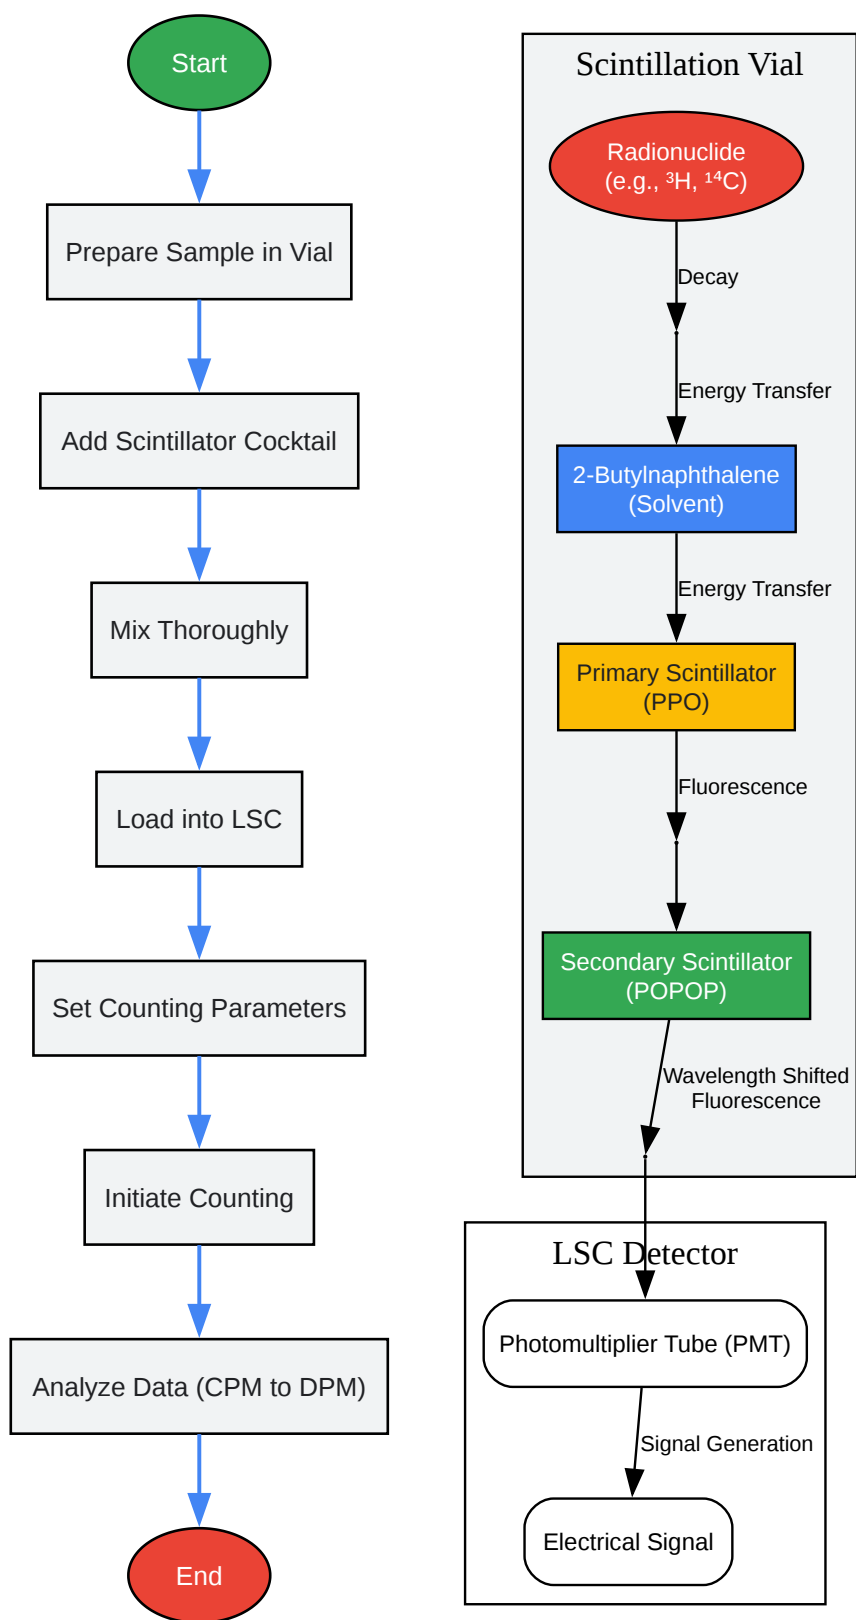 Start
Prepare Sample in Vial
Add Scintillator Cocktail
Mix Thoroughly
Load into LSC
Set Counting Parameters
Initiate Counting
Analyze Data (CPM to DPM)
End
Scintillation Vial
Radionuclide
(e.g., ³H, ¹⁴C)
Decay
Energy Transfer
2-Butylnaphthalene
(Solvent)
Energy Transfer
Primary Scintillator
(PPO)
Fluorescence
Secondary Scintillator
(POPOP)
Wavelength Shifted
Fluorescence
LSC Detector
Photomultiplier Tube (PMT)
Signal Generation
Electrical Signal